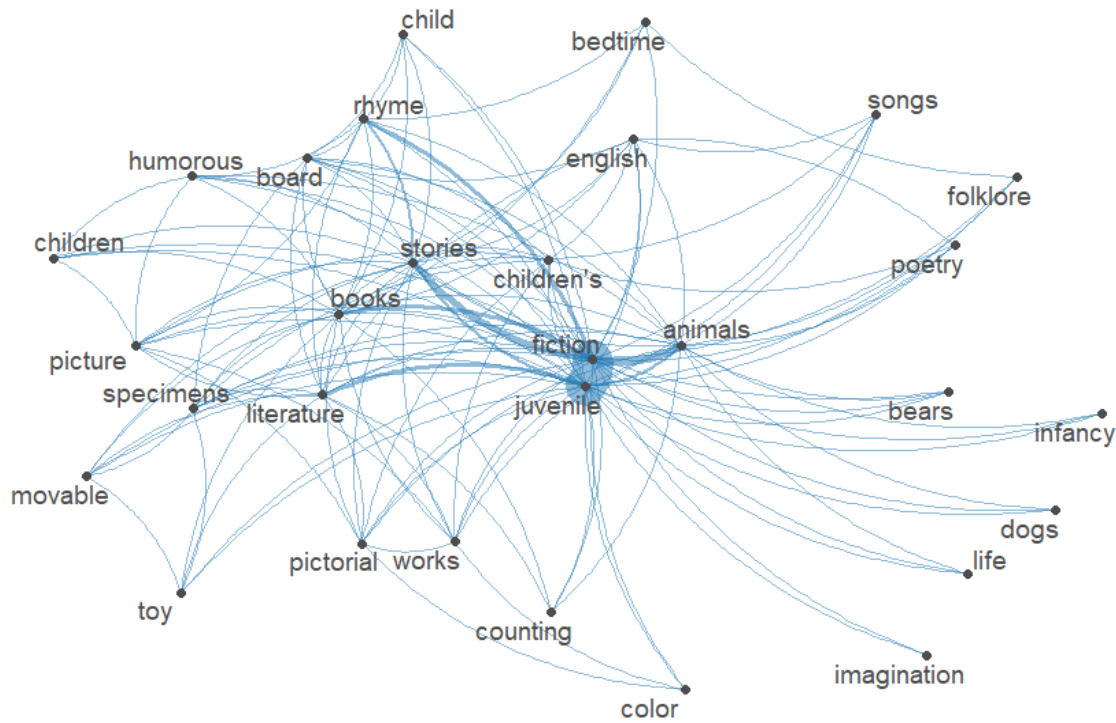 child
bedtime
rhyme
songs
humorous
board
english
folklore
children
stories
children's
poetry
books
animals
fiction
picture
specimens
literature
juvenile
bears
infancy
movable
dogs
pictorial
works
life
toy
counting
imagination
color